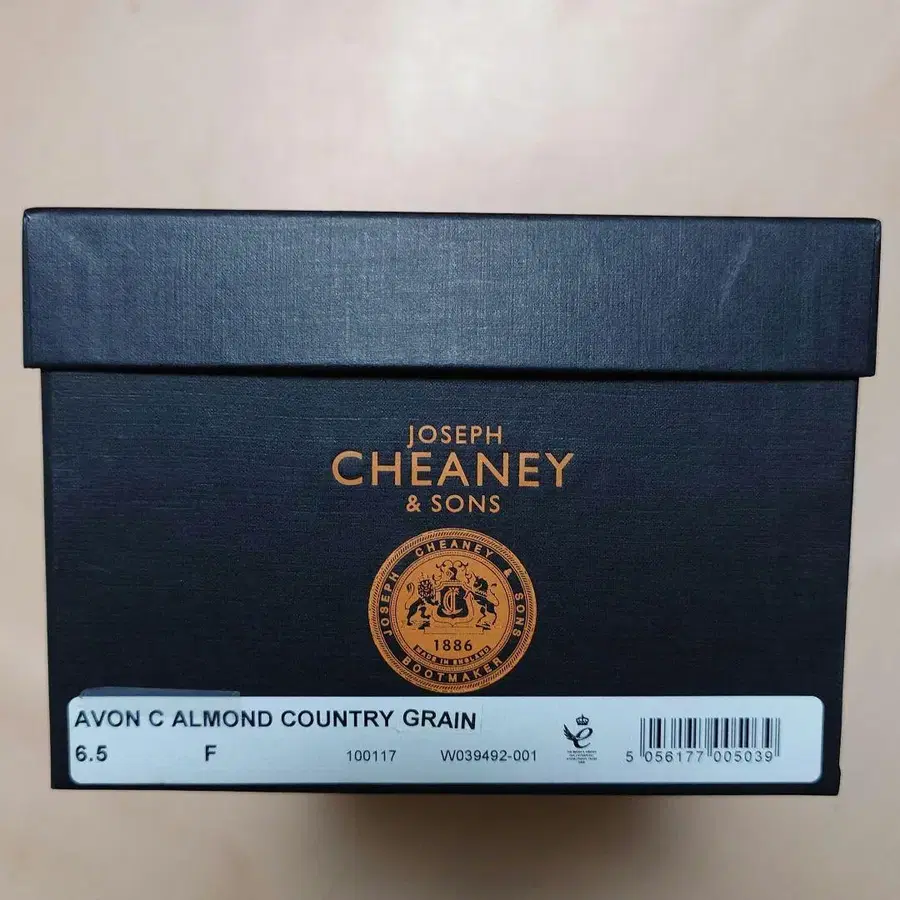 JOSEPH
CHEANEY
& SONS
JOSEPH CHEANEY & SONS
1886
MADE IN ENGLAND
BOOTMAKER
AVON C ALMOND COUNTRY GRAIN
6.5 F 100117 W039492-001
5 056177 005039